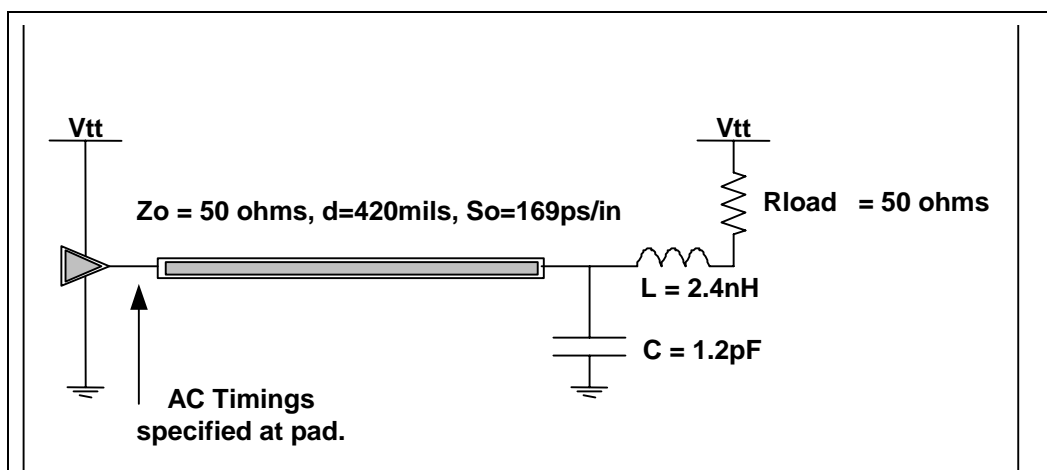 Vtt
Vtt
Zo = 50 ohms, d=420mils, So=169ps/in
Rload = 50 ohms
L = 2.4nH
C = 1.2pF
AC Timings
specified at pad.